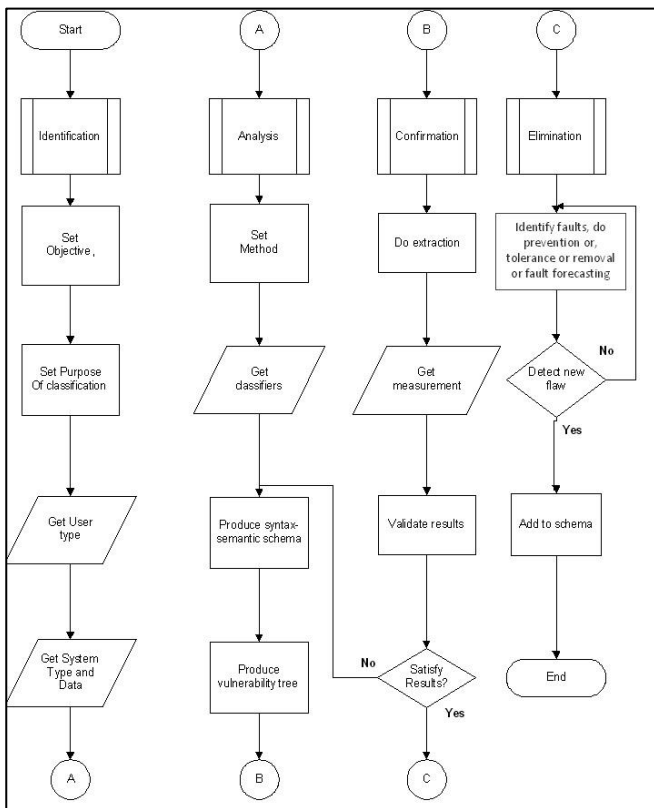 Start
Identification
Set
Objective,
Set Purpose
Of classification
Get User
type
Get System
Type and
Data
A
A
Analysis
Set
Method
Get
classifiers
Produce syntax-
semantic schema
Produce
vulnerability tree
B
B
Confirmation
Do extraction
Get
measurement
Validate results
Satisfy
Results?
No
Yes
C
C
Elimination
Identify faults, do
prevention or,
tolerance or removal
or fault forecasting
Detect new
flaw
No
Yes
Add to schema
End